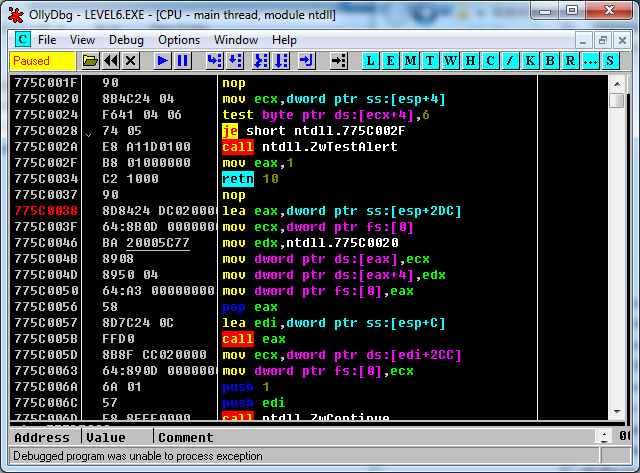 OllyDbg - LEVEL6.EXE - [CPU - main thread, module ntdll]
C File View Debug Options Window Help
Paused L E M T W H C / K B R ... S
775C001F 90 nop
775C0020 8B4C24 04 mov ecx,dword ptr ss:[esp+4]
775C0024 F641 04 06 test byte ptr ds:[ecx+4],6
775C0028 74 05 je short ntdll.775C002F
775C002A E8 A11D0100 call ntdll.ZwTestAlert
775C002F B8 01000000 mov eax,1
775C0034 C2 1000 retn 10
775C0037 90 nop
775C0038 8D8424 DC020000 lea eax,dword ptr ss:[esp+2DC]
775C003F 64:8B0D 0000000 mov ecx,dword ptr fs:[0]
775C0046 BA 20005C77 mov edx,ntdll.775C0020
775C004B 8908 mov dword ptr ds:[eax],ecx
775C004D 8950 04 mov dword ptr ds:[eax+4],edx
775C0050 64:A3 00000000 mov dword ptr fs:[0],eax
775C0056 58 pop eax
775C0057 8D7C24 0C lea edi,dword ptr ss:[esp+C]
775C005B FFD0 call eax
775C005D 8B8F CC020000 mov ecx,dword ptr ds:[edi+2CC]
775C0063 64:890D 0000000 mov dword ptr fs:[0],ecx
775C006A 6A 01 push 1
775C006C 57 push edi
775C006D E8 8EEE0000 call ntdll.ZwContinue
Address Value Comment
Debugged program was unable to process exception